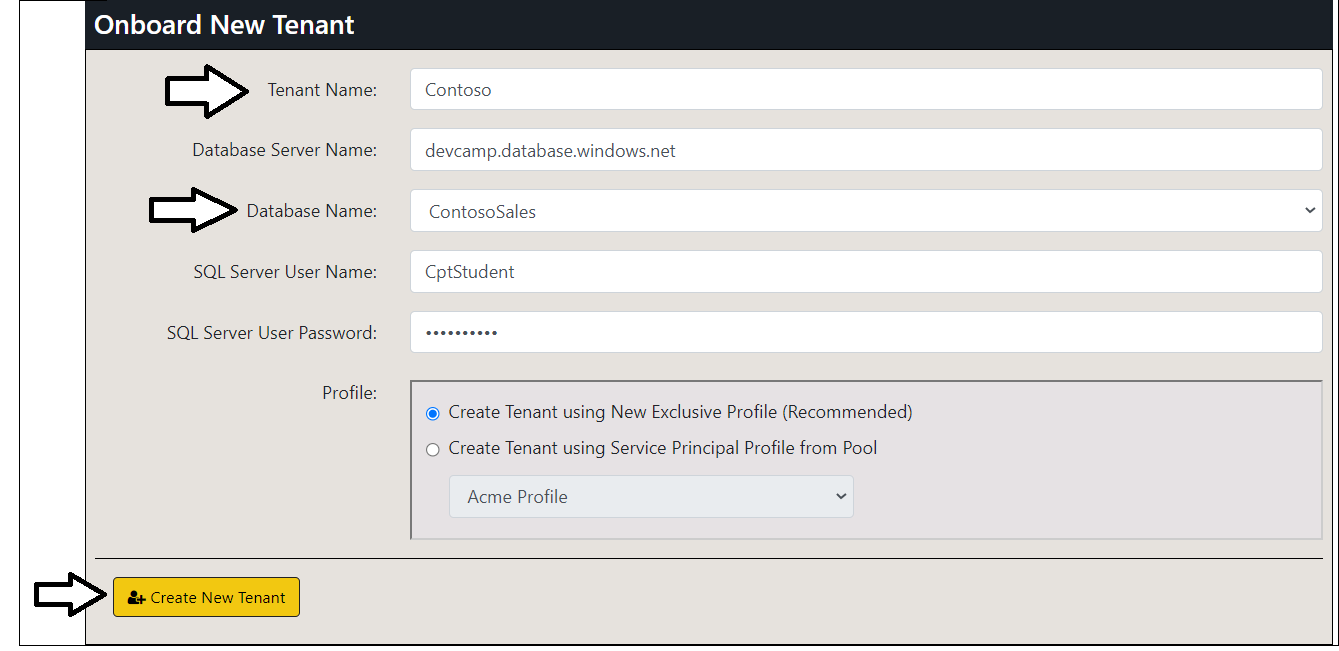 Onboard New Tenant
Tenant Name: Contoso
Database Server Name: devcamp.database.windows.net
Database Name: ContosoSales
SQL Server User Name: CptStudent
SQL Server User Password: ••••••••••
Profile:
Create Tenant using New Exclusive Profile (Recommended)
Create Tenant using Service Principal Profile from Pool
Acme Profile
Create New Tenant